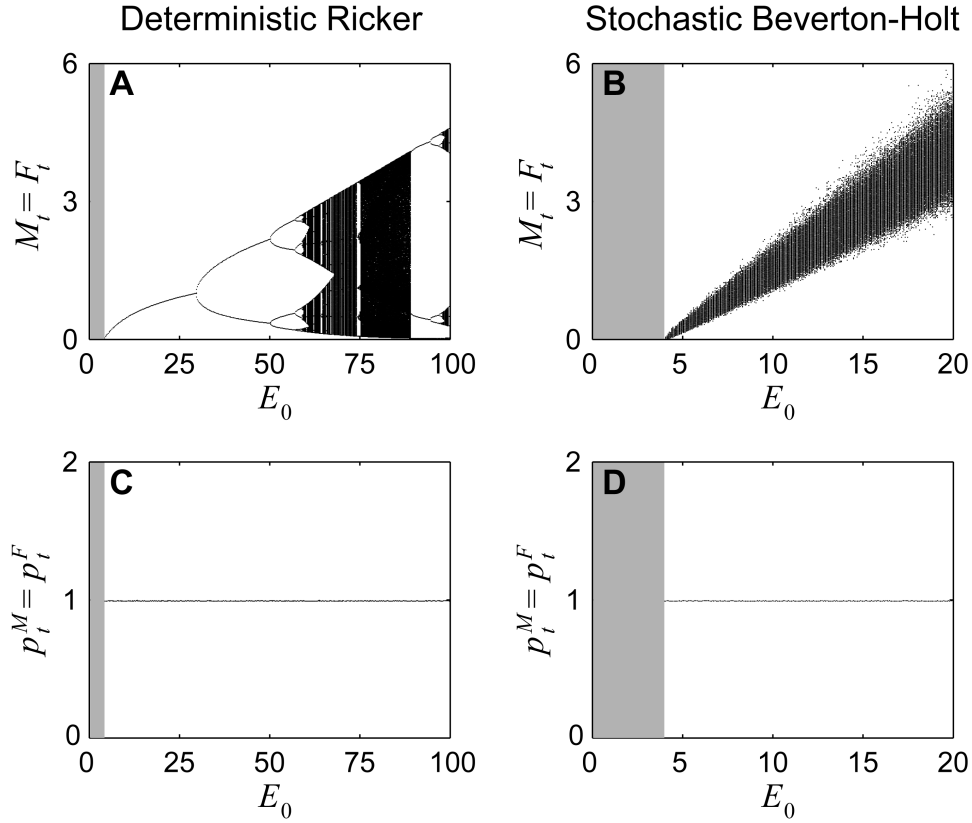 Deterministic Ricker
Stochastic Beverton-Holt
A
6
3
0
M_t = F_t
0 25 50 75 100
E_0
B
6
3
0
M_t = F_t
0 5 10 15 20
E_0
C
2
1
0
p_t^M = p_t^F
0 25 50 75 100
E_0
D
2
1
0
p_t^M = p_t^F
0 5 10 15 20
E_0